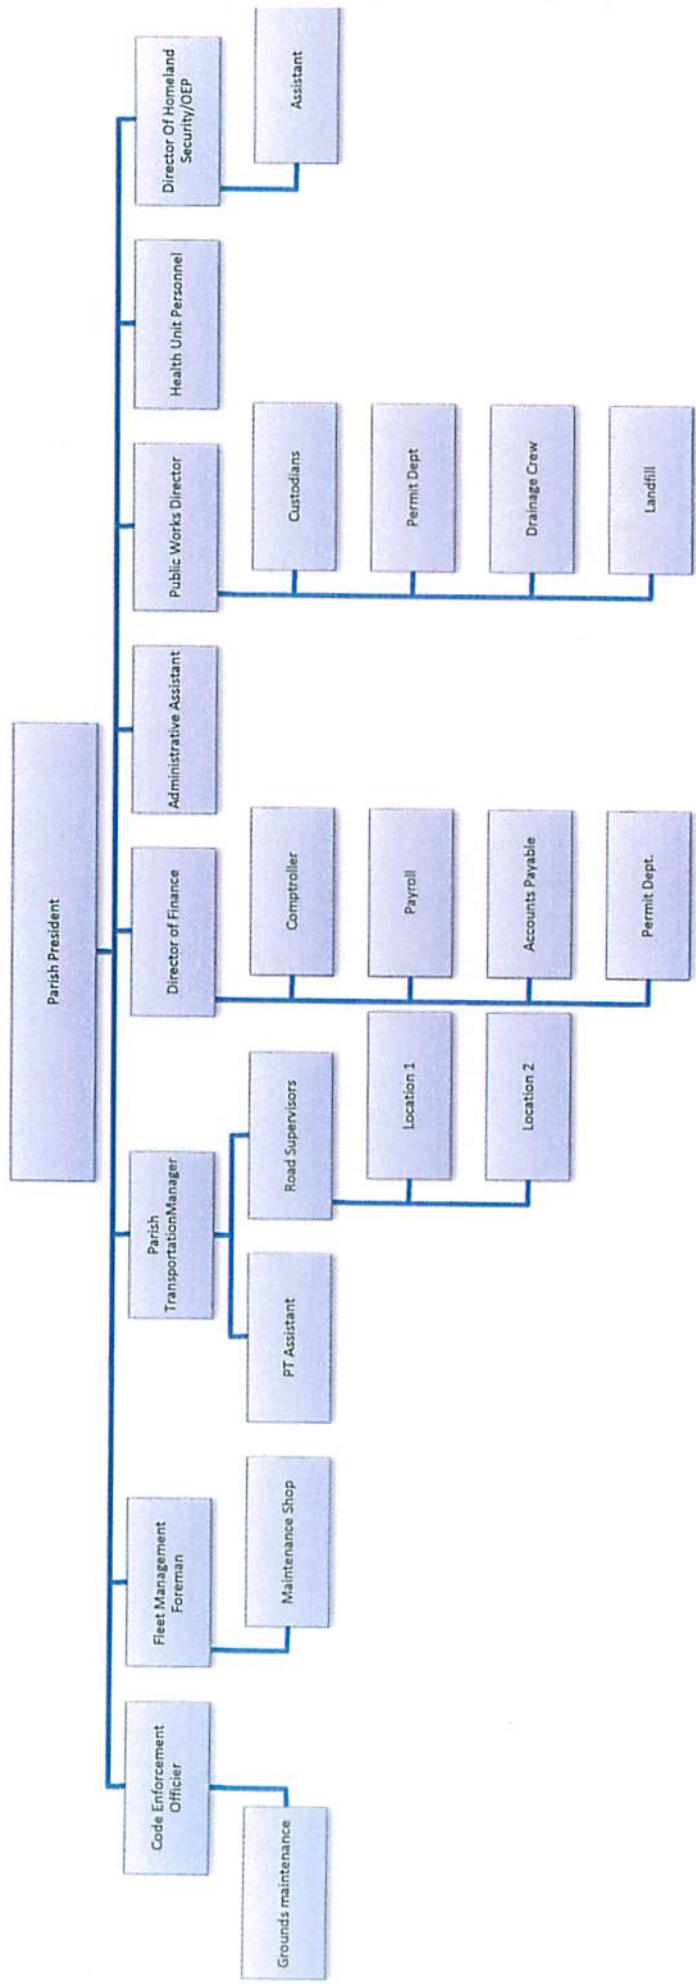 Parish President
Code Enforcement
Officier
Fleet Management
Foreman
Parish
TransportationManager
Director of Finance
Administrative Assistant
Public Works Director
Health Unit Personnel
Director Of Homeland
Security/OEP
Grounds maintenance
Maintenance Shop
PT Assistant
Road Supervisors
Comptroller
Custodians
Assistant
Location 1
Payroll
Permit Dept
Location 2
Accounts Payable
Drainage Crew
Permit Dept.
Landfill